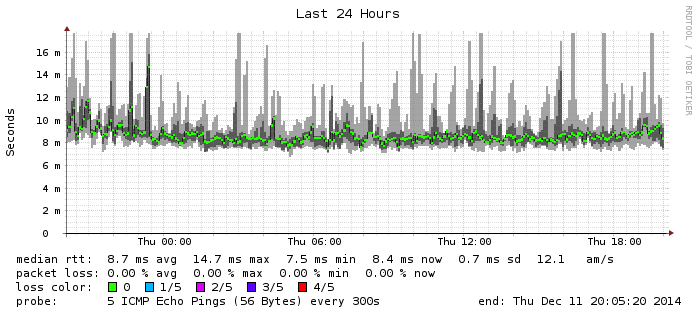 Last 24 Hours
RRDTOOL / TOBI OETIKER
Seconds
16 m
14 m
12 m
10 m
8 m
6 m
4 m
2 m
0
Thu 00:00 Thu 06:00 Thu 12:00 Thu 18:00
median rtt: 8.7 ms avg 14.7 ms max 7.5 ms min 8.4 ms now 0.7 ms sd 12.1 am/s
packet loss: 0.00 % avg 0.00 % max 0.00 % min 0.00 % now
loss color: 0 1/5 2/5 3/5 4/5
probe: 5 ICMP Echo Pings (56 Bytes) every 300s end: Thu Dec 11 20:05:20 2014